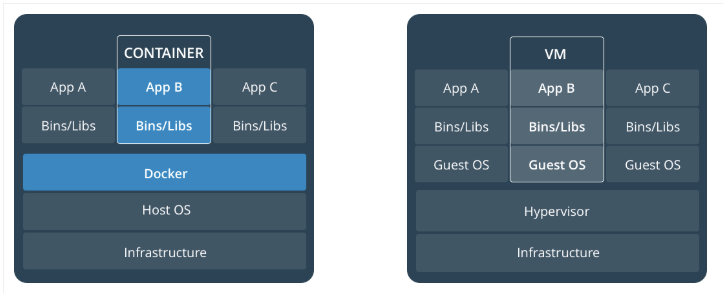 CONTAINER
App A App B App C
Bins/Libs Bins/Libs Bins/Libs
Docker
Host OS
Infrastructure
VM
App A App B App C
Bins/Libs Bins/Libs Bins/Libs
Guest OS Guest OS Guest OS
Hypervisor
Infrastructure